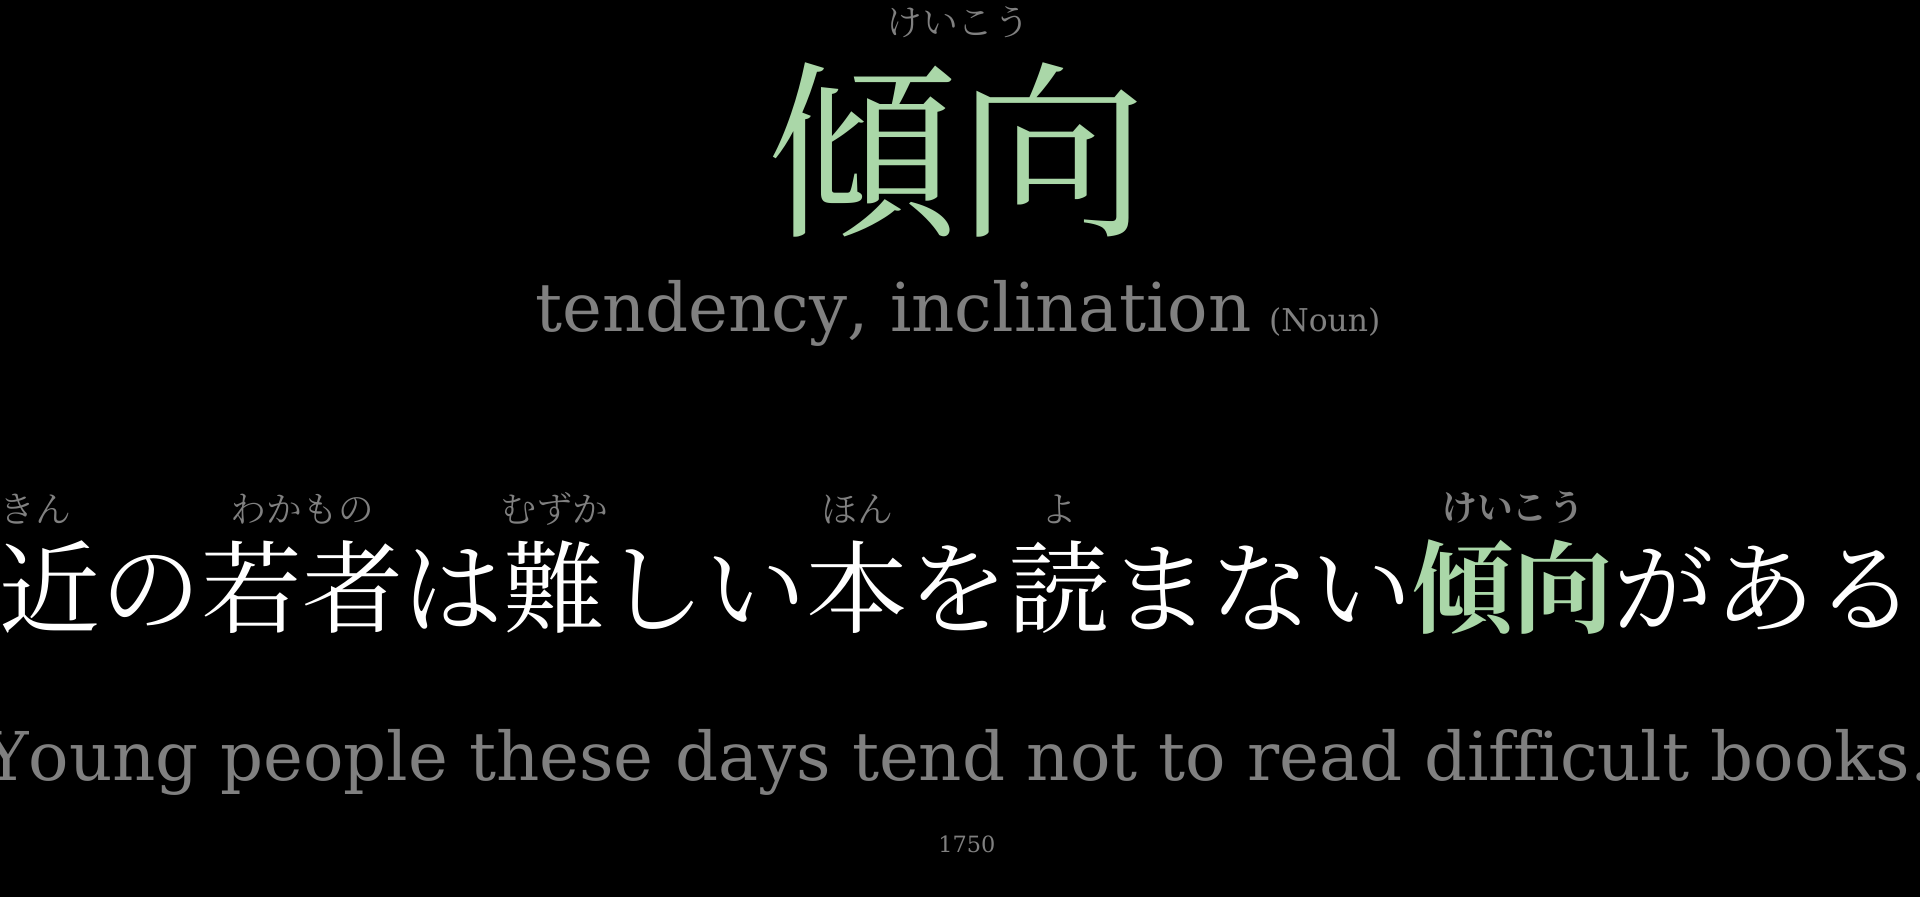 けいこう
傾向
tendency, inclination (Noun)
きん わかもの むずか ほん よ けいこう
近の若者は難しい本を読まない傾向がある
Young people these days tend not to read difficult books.
1750